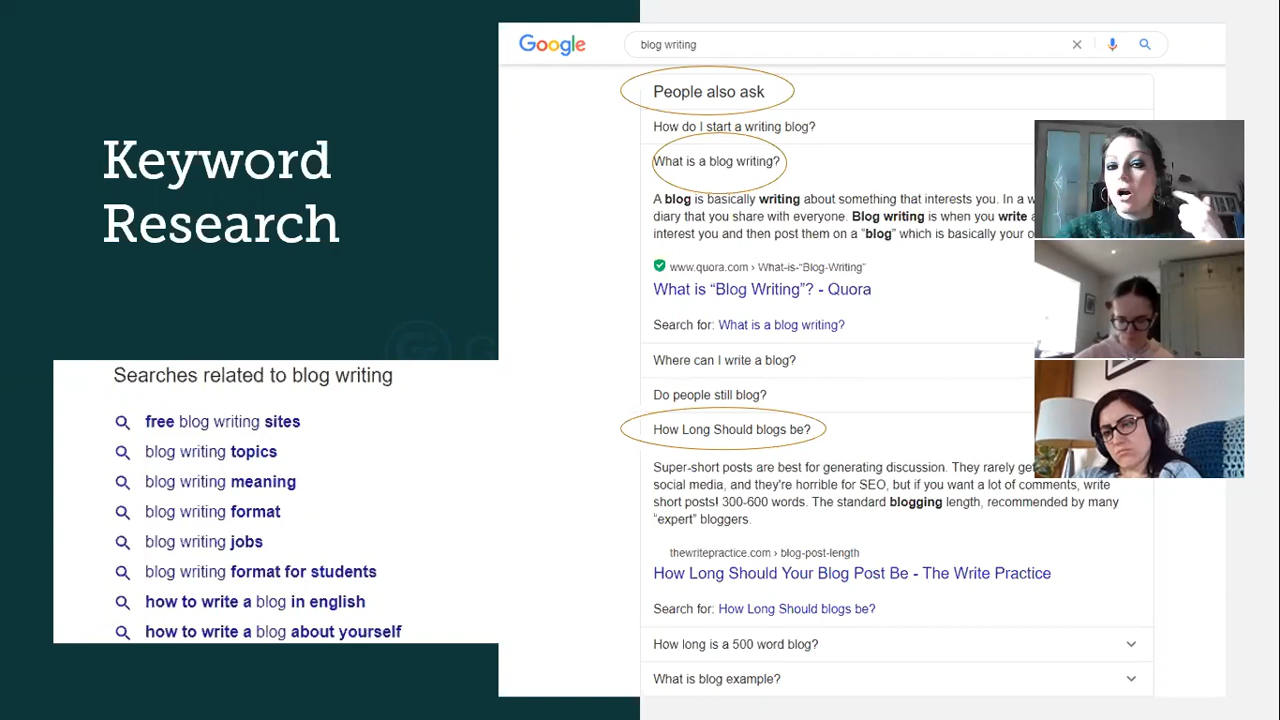 Keyword
Research
Searches related to blog writing
free blog writing sites
blog writing topics
blog writing meaning
blog writing format
blog writing jobs
blog writing format for students
how to write a blog in english
how to write a blog about yourself
Google
blog writing
People also ask
How do I start a writing blog?
What is a blog writing?
A blog is basically writing about something that interests you. In a
diary that you share with everyone. Blog writing is when you write
interest you and then post them on a “blog” which is basically your
www.quora.com › What-is-“Blog-Writing”
What is “Blog Writing”? - Quora
Search for: What is a blog writing?
Where can I write a blog?
Do people still blog?
How Long Should blogs be?
Super-short posts are best for generating discussion. They rarely
social media, and they're horrible for SEO, but if you want a lot of comments, write
short posts! 300-600 words. The standard blogging length, recommended by many
“expert” bloggers.
thewritepractice.com › blog-post-length
How Long Should Your Blog Post Be - The Write Practice
Search for: How Long Should blogs be?
How long is a 500 word blog?
What is blog example?